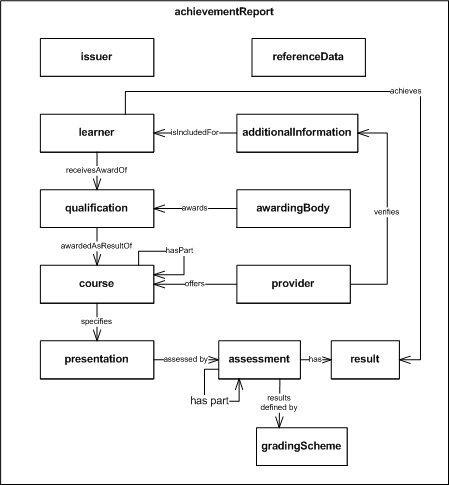 achievementReport
issuer
referenceData
achieves
learner
isIncludedFor
additionalInformation
receivesAwardOf
qualification
awards
awardingBody
verifies
awardedAsResultOf
hasPart
course
offers
provider
specifies
presentation
assessed by
assessment
has
result
has part
results
defined by
gradingScheme